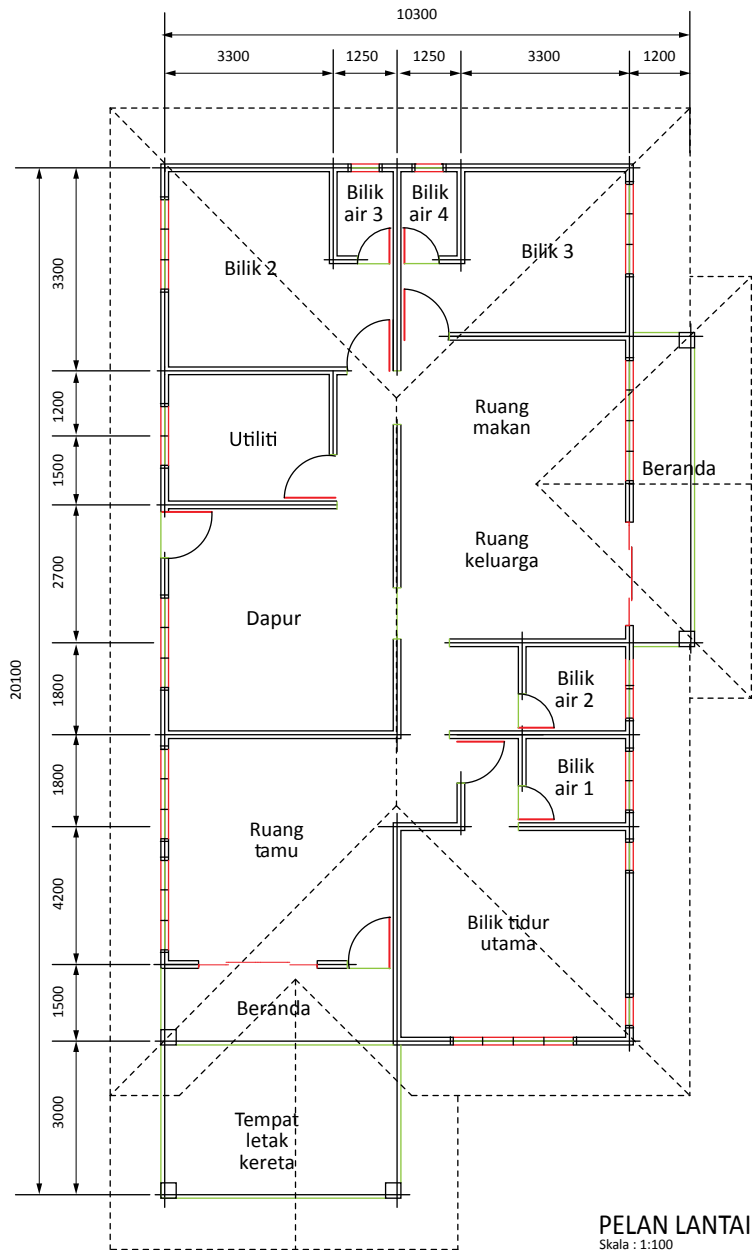 10300
3300
1250
1250
3300
1200
Bilik
air 3
Bilik
air 4
Bilik 2
Bilik 3
3300
1200
1500
2700
1800
1800
4200
1500
3000
20100
Utiliti
Ruang
makan
Beranda
Ruang
keluarga
Dapur
Bilik
air 2
Bilik
air 1
Ruang
tamu
Bilik tidur
utama
Beranda
Tempat
letak
kereta
PELAN LANTAI
Skala : 1:100